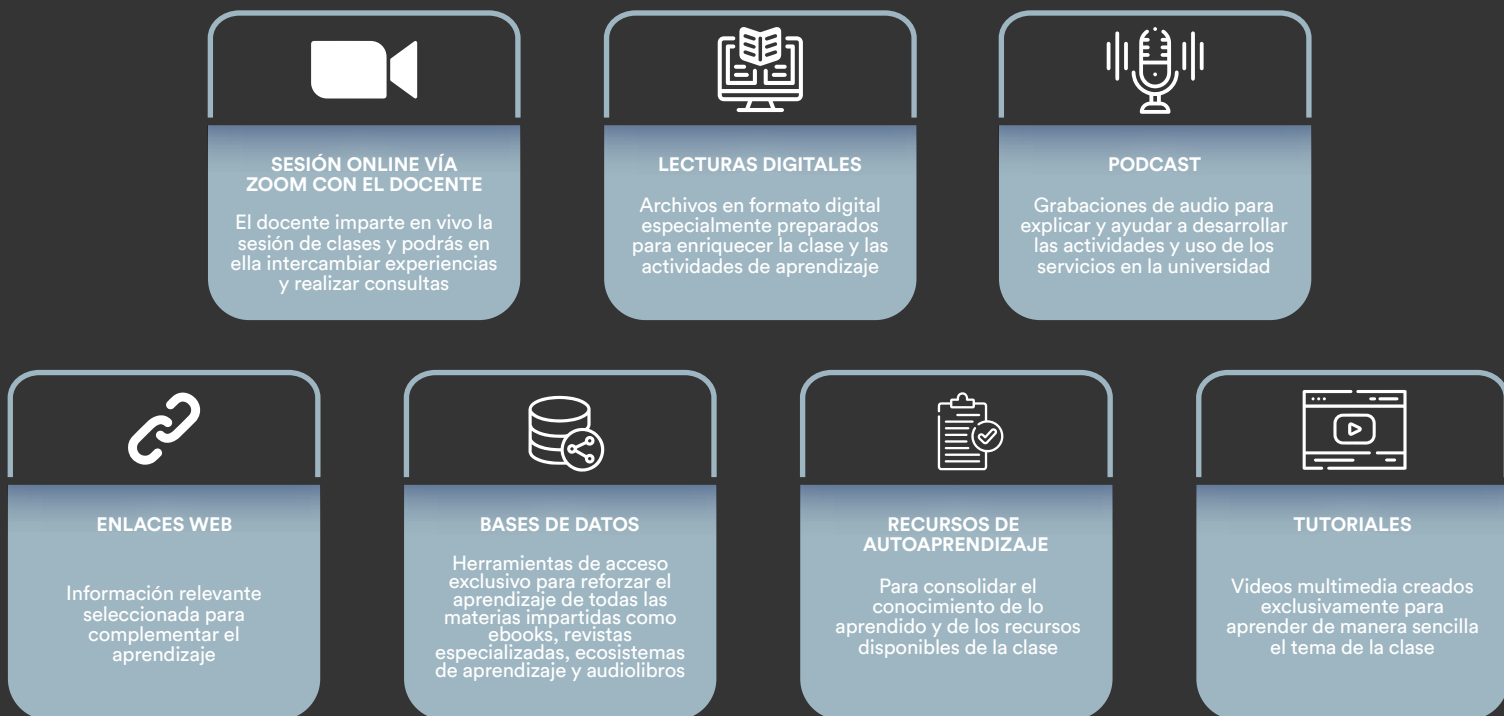 SESIÓN ONLINE VÍA
ZOOM CON EL DOCENTE
El docente imparte en vivo la
sesión de clases y podrás en
ella intercambiar experiencias
y realizar consultas
LECTURAS DIGITALES
Archivos en formato digital
especialmente preparados
para enriquecer la clase y las
actividades de aprendizaje
PODCAST
Grabaciones de audio para
explicar y ayudar a desarrollar
las actividades y uso de los
servicios en la universidad
ENLACES WEB
Información relevante
seleccionada para
complementar el
aprendizaje
BASES DE DATOS
Herramientas de acceso
exclusivo para reforzar el
aprendizaje de todas las
materias impartidas como
ebooks, revistas
especializadas, ecosistemas
de aprendizaje y audiolibros
RECURSOS DE
AUTOAPRENDIZAJE
Para consolidar el
conocimiento de lo
aprendido y de los recursos
disponibles de la clase
TUTORIALES
Videos multimedia creados
exclusivamente para
aprender de manera sencilla
el tema de la clase